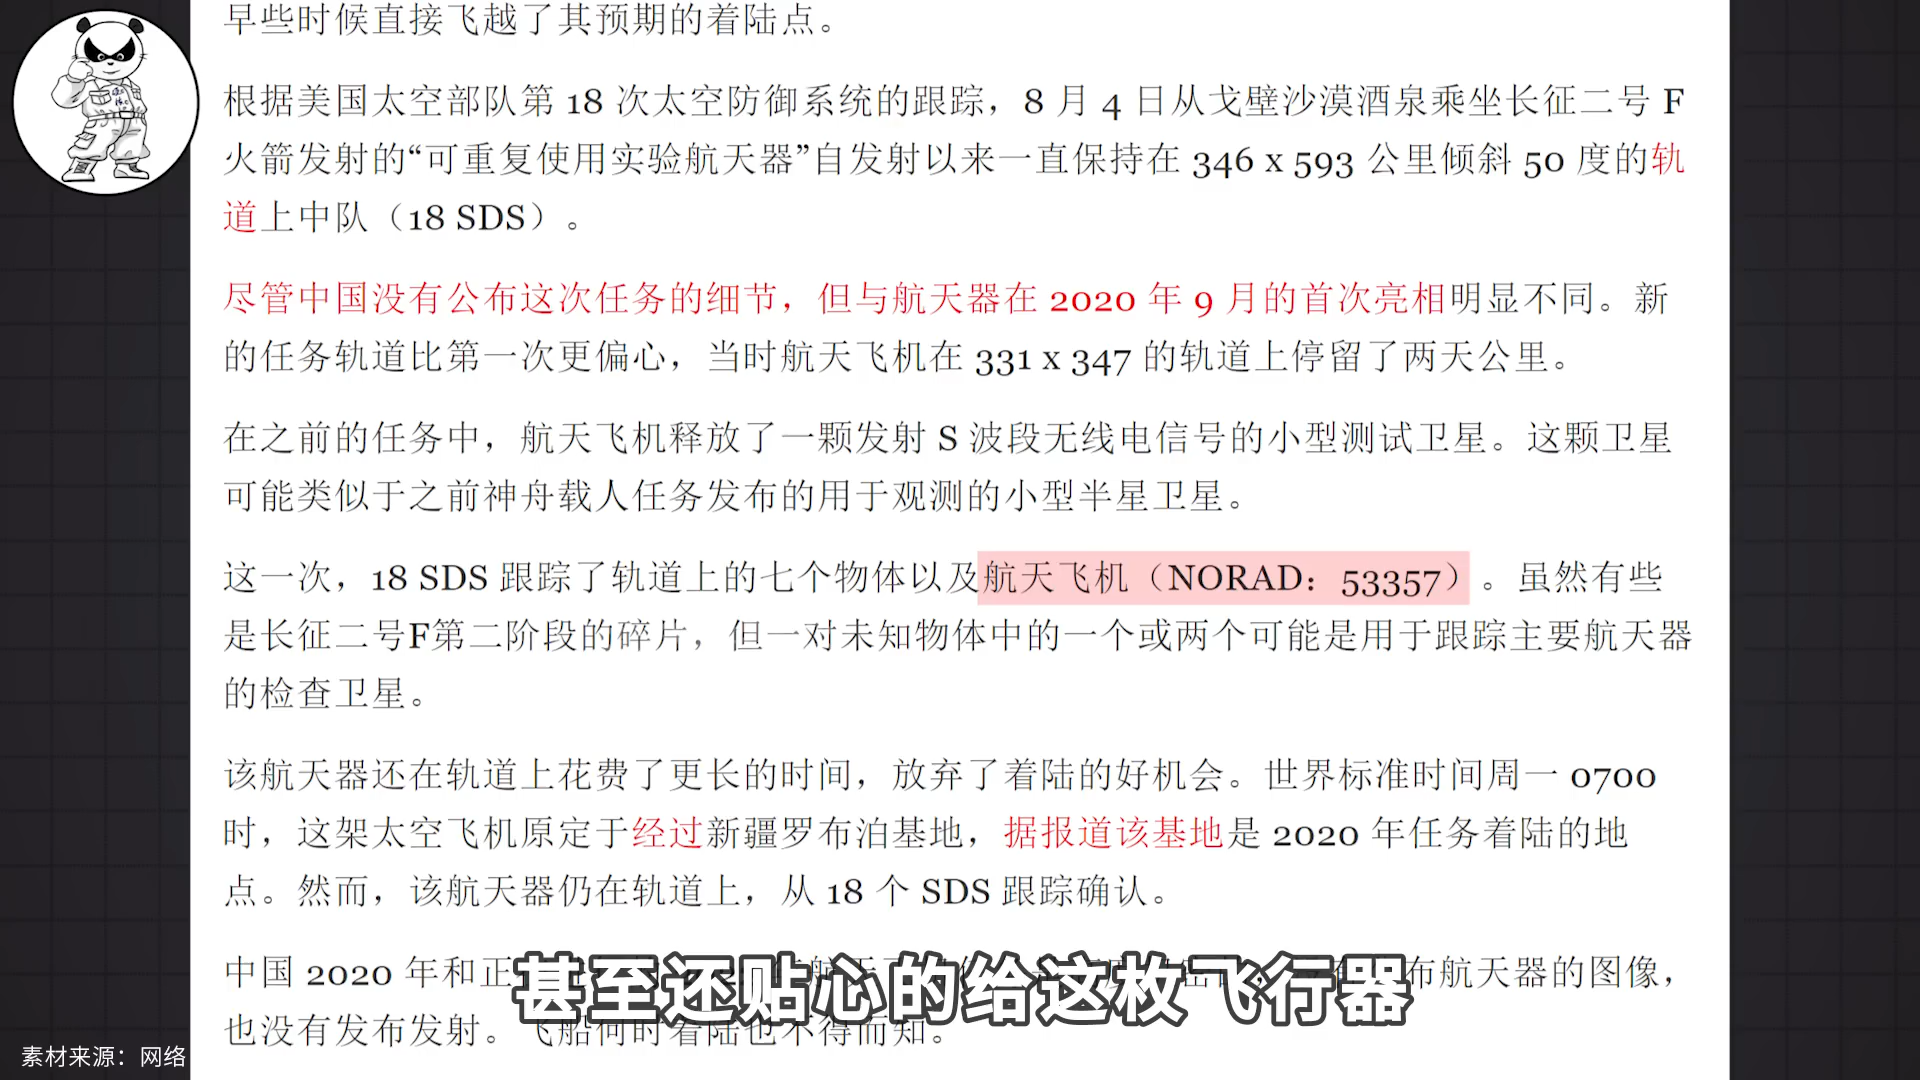 早些时候直接飞越了其预期的着陆点。
根据美国太空部队第 18 次太空防御系统的跟踪，8 月 4 日从戈壁沙漠酒泉乘坐长征二号 F
火箭发射的“可重复使用实验航天器”自发射以来一直保持在 346 x 593 公里倾斜 50 度的轨
道上中队（18 SDS）。
尽管中国没有公布这次任务的细节，但与航天器在 2020 年 9 月的首次亮相明显不同。新
的任务轨道比第一次更偏心，当时航天飞机在 331 x 347 的轨道上停留了两天公里。
在之前的任务中，航天飞机释放了一颗发射 S 波段无线电信号的小型测试卫星。这颗卫星
可能类似于之前神舟载人任务发布的用于观测的小型半星卫星。
这一次，18 SDS 跟踪了轨道上的七个物体以及航天飞机（NORAD：53357）。虽然有些
是长征二号F第二阶段的碎片，但一对未知物体中的一个或两个可能是用于跟踪主要航天器
的检查卫星。
该航天器还在轨道上花费了更长的时间，放弃了着陆的好机会。世界标准时间周一 0700
时，这架太空飞机原定于经过新疆罗布泊基地，据报道该基地是 2020 年任务着陆的地
点。然而，该航天器仍在轨道上，从 18 个 SDS 跟踪确认。
中国 2020 年和正 布航天器的图像，
甚至还贴心的给这枚飞行器
也没有发布发射。飞船何时着陆也不得而知。
素材来源：网络